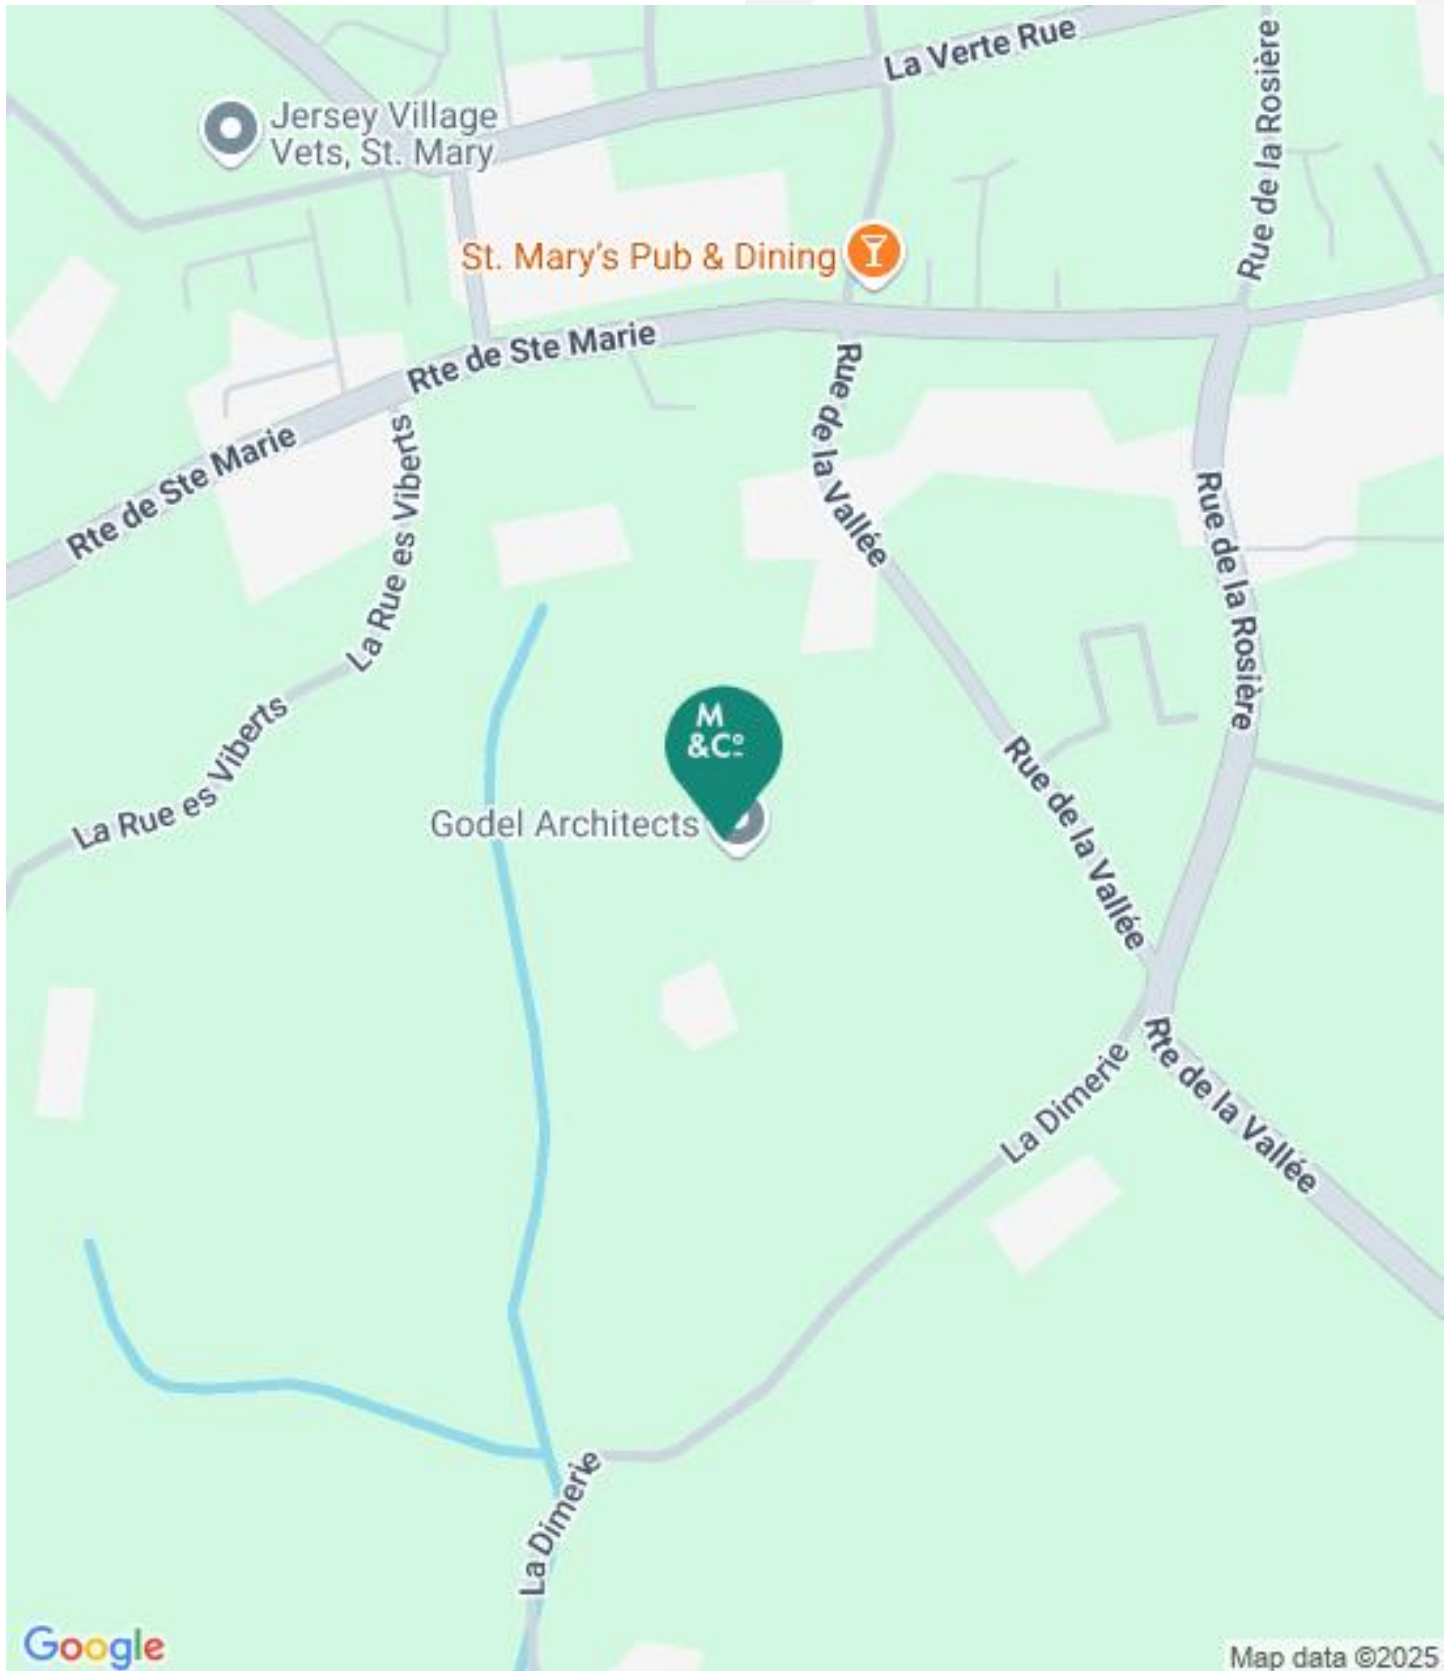 La Verte Rue
Rue de la Rosière
Jersey Village
Vets, St. Mary
St. Mary's Pub & Dining
Rte de Ste Marie
Rue de la Vallée
Rte de Ste Marie
La Rue es Viberts
Rue de la Rosière
La Rue es Viberts
M
&Cº
Godel Architects
Rue de la Vallée
La Dimerie
Rte de la Vallée
La Dimerie
Google
Map data ©2025